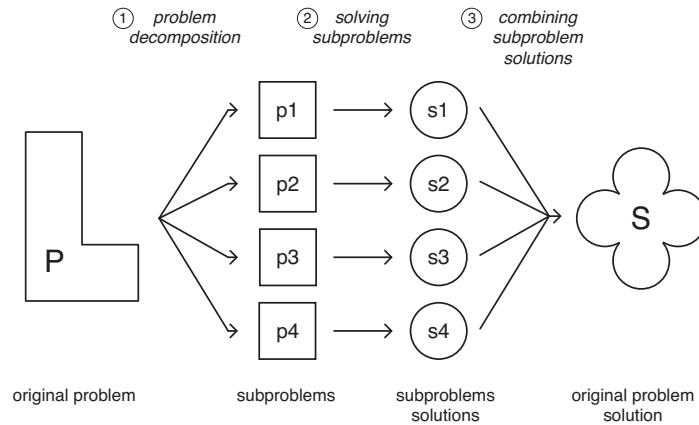 1 problem
decomposition
2 solving
subproblems
3 combining
subproblem
solutions
P
p1
p2
p3
p4
s1
s2
s3
s4
S
original problem
subproblems
subproblems
solutions
original problem
solution